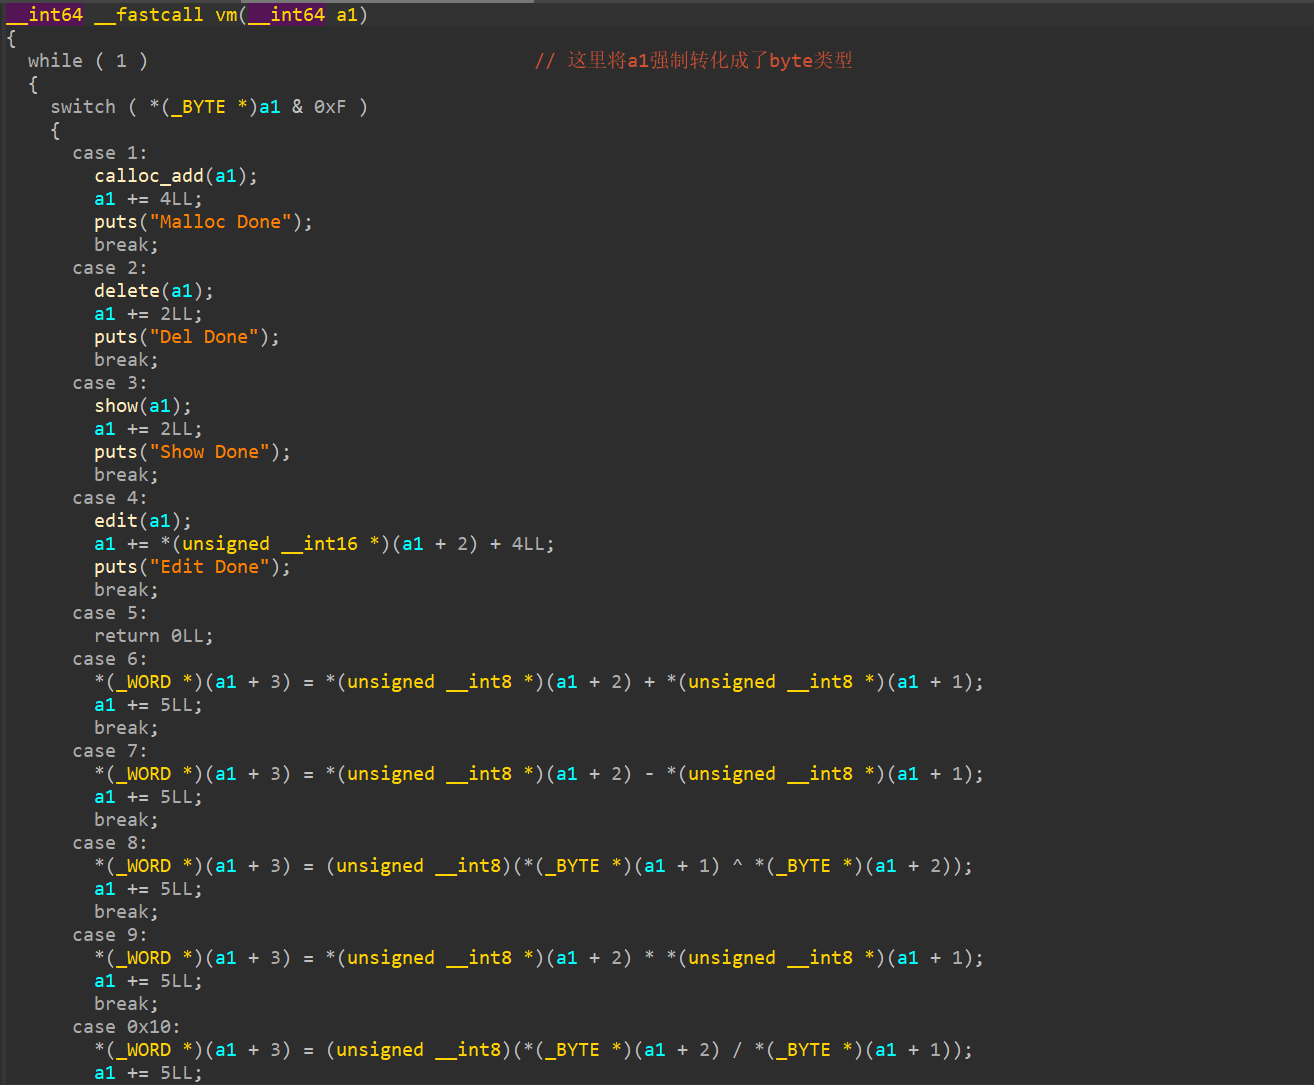 __int64 __fastcall vm(__int64 a1)
{
  while ( 1 )                                   // 这里将a1强制转化成了byte类型
  {
    switch ( *(_BYTE *)a1 & 0xF )
    {
      case 1:
        calloc_add(a1);
        a1 += 4LL;
        puts("Malloc Done");
        break;
      case 2:
        delete(a1);
        a1 += 2LL;
        puts("Del Done");
        break;
      case 3:
        show(a1);
        a1 += 2LL;
        puts("Show Done");
        break;
      case 4:
        edit(a1);
        a1 += *(unsigned __int16 *)(a1 + 2) + 4LL;
        puts("Edit Done");
        break;
      case 5:
        return 0LL;
      case 6:
        *(_WORD *)(a1 + 3) = *(unsigned __int8 *)(a1 + 2) + *(unsigned __int8 *)(a1 + 1);
        a1 += 5LL;
        break;
      case 7:
        *(_WORD *)(a1 + 3) = *(unsigned __int8 *)(a1 + 2) - *(unsigned __int8 *)(a1 + 1);
        a1 += 5LL;
        break;
      case 8:
        *(_WORD *)(a1 + 3) = (unsigned __int8)(*(_BYTE *)(a1 + 1) ^ *(_BYTE *)(a1 + 2));
        a1 += 5LL;
        break;
      case 9:
        *(_WORD *)(a1 + 3) = *(unsigned __int8 *)(a1 + 2) * *(unsigned __int8 *)(a1 + 1);
        a1 += 5LL;
        break;
      case 0x10:
        *(_WORD *)(a1 + 3) = (unsigned __int8)(*(_BYTE *)(a1 + 2) / *(_BYTE *)(a1 + 1));
        a1 += 5LL;